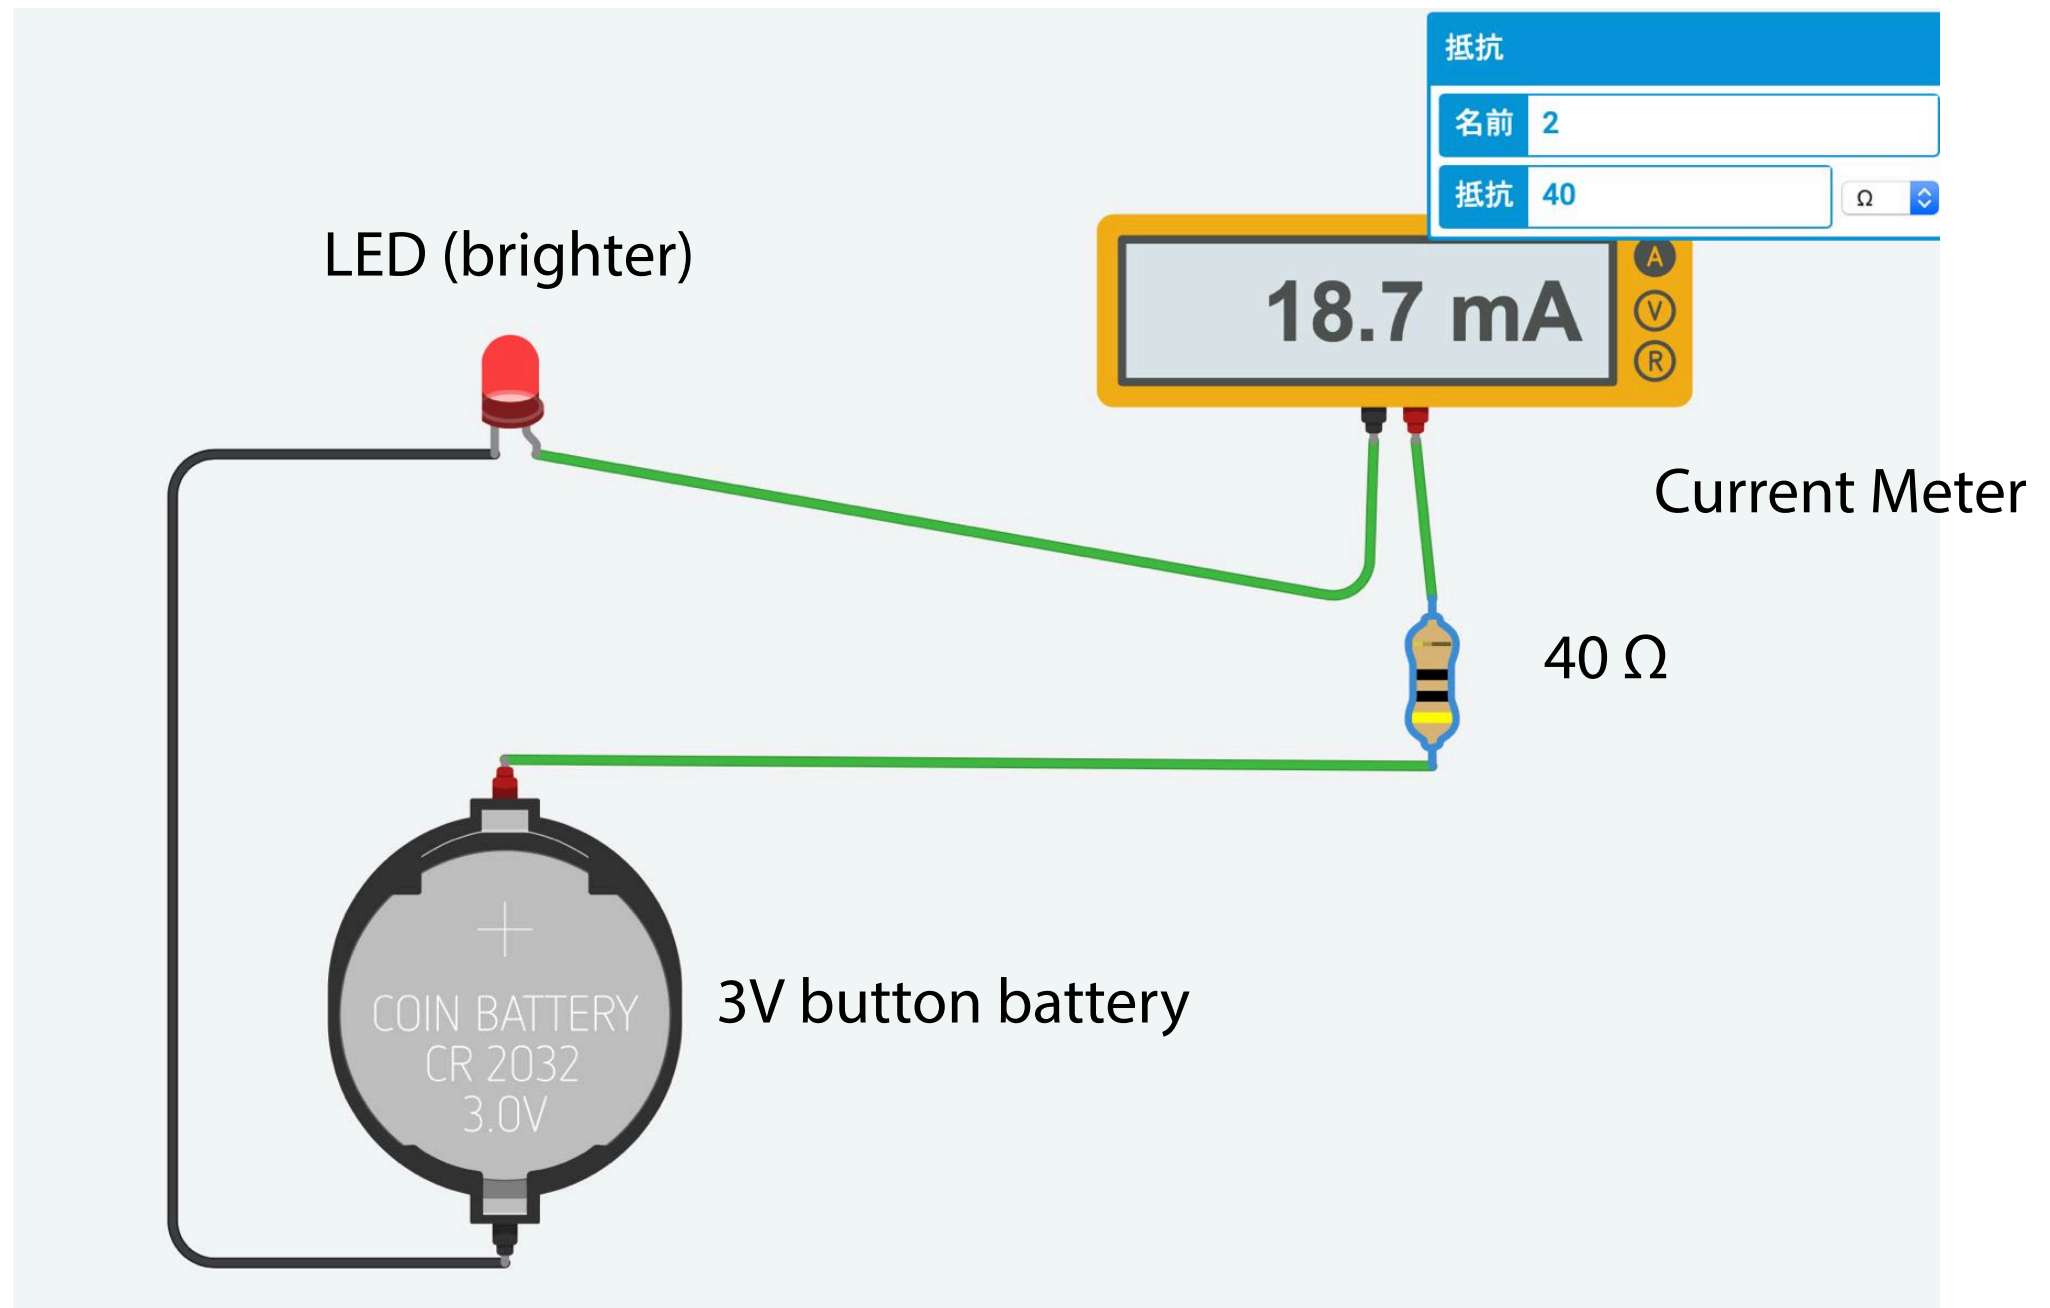 抵抗
名前 2
抵抗 40 Ω
LED (brighter)
A
18.7 mA
V
R
Current Meter
40 Ω
3V button battery
COIN BATTERY
CR 2032
3.0V